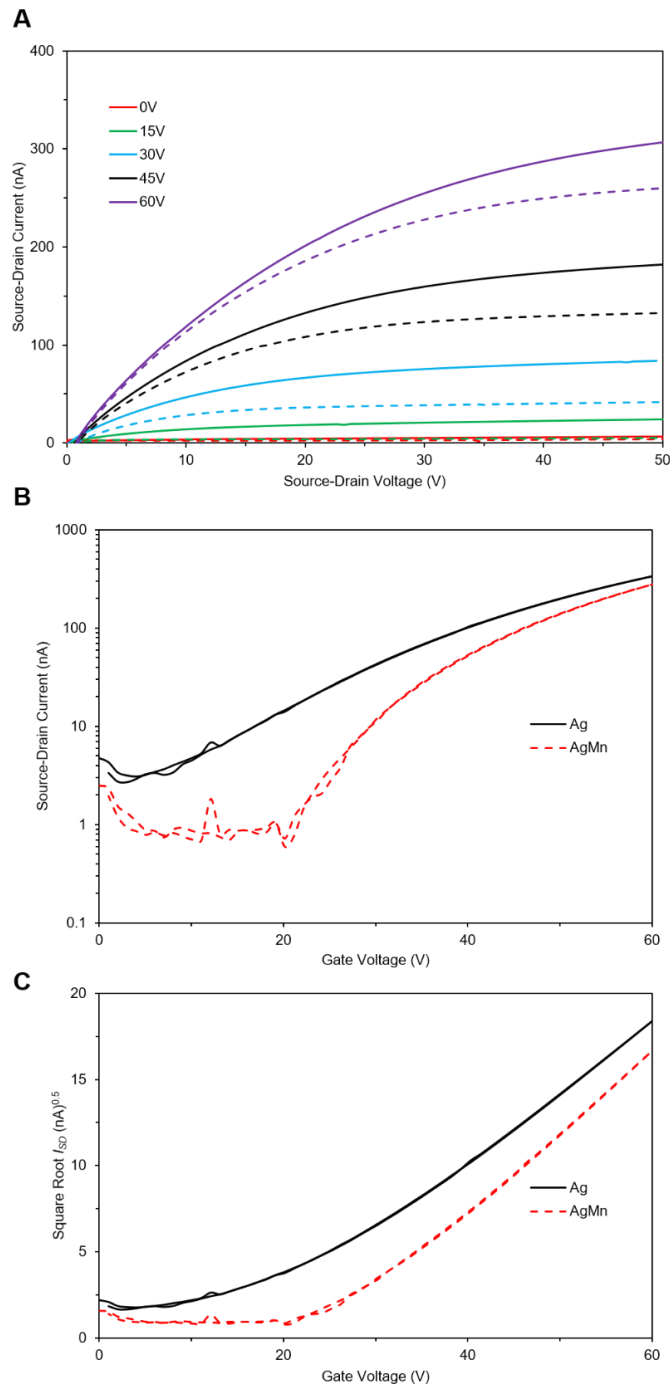 A
400
300
200
100
0
Source-Drain Current (nA)
0V
15V
30V
45V
60V
0 10 20 30 40 50
Source-Drain Voltage (V)
B
1000
100
10
1
0.1
Source-Drain Current (nA)
Ag
AgMn
0 20 40 60
Gate Voltage (V)
C
20
15
10
5
0
Square Root I_SD (nA)^0.5
Ag
AgMn
0 20 40 60
Gate Voltage (V)